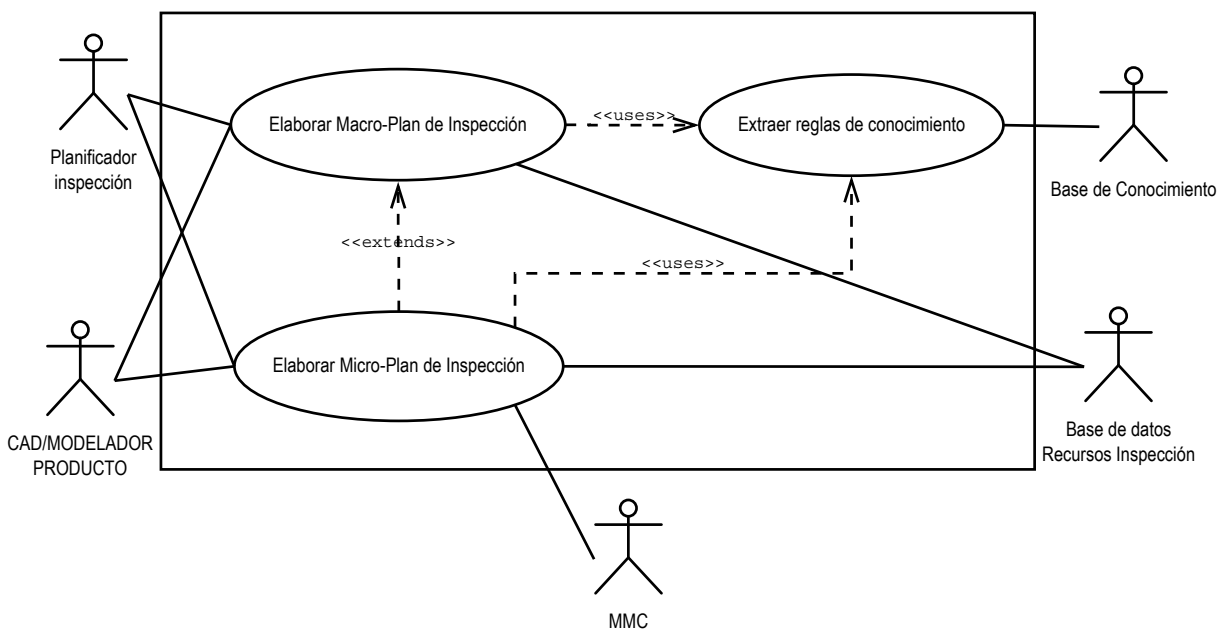 Planificador
inspección
Elaborar Macro-Plan de Inspección
<<uses>>
Extraer reglas de conocimiento
Base de Conocimiento
<<extends>>
<<uses>>
CAD/MODELADOR
PRODUCTO
Elaborar Micro-Plan de Inspección
Base de datos
Recursos Inspección
MMC